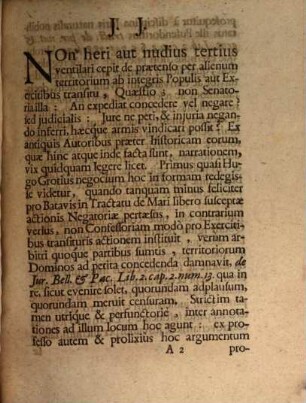 I. I.
NOn heri aut nudius tertius
ventilari cepit de prætenso per alienum
territorium ab integris Populis aut Ex-
ercitibus transitu, Quæstio: non Senato-
ria illa: An expediat concedere vel negare?
sed judicialis: Jure ne peti, & injuria negan-
do inferri, hæcque armis vindicari possit? Ex
antiquis Autoribus præter historicam eorum,
quæ hinc atque inde facta sunt, narrationem,
vix quidquam legere licet. Primus quasi Hu-
go Grotius negocium hoc in formam redegis-
se videtur, quando tanquam minus feliciter
pro Batavis in Tractatu de Mari libero susceptæ
actionis Negatoriæ pertæsus, in contrarium
versus, non Confessoriam modò pro Exerciti-
bus transituris actionem instituit, verùm ar-
bitri quoque partibus sumtis, territoriorum
Dominos ad petita concedenda damnavit, de
Jur. Bell. & Pac. Lib. 2. cap. 2. num. 13. qua in
re, sicut evenire solet, quorundam adplausum,
quorundam meruit censuram. Strictim ta-
men utrique & perfunctorie, inter annota-
tiones ad illum locum hoc agunt: ex pro-
fesso autem & prolixius hoc argumentum
A 2 pro-